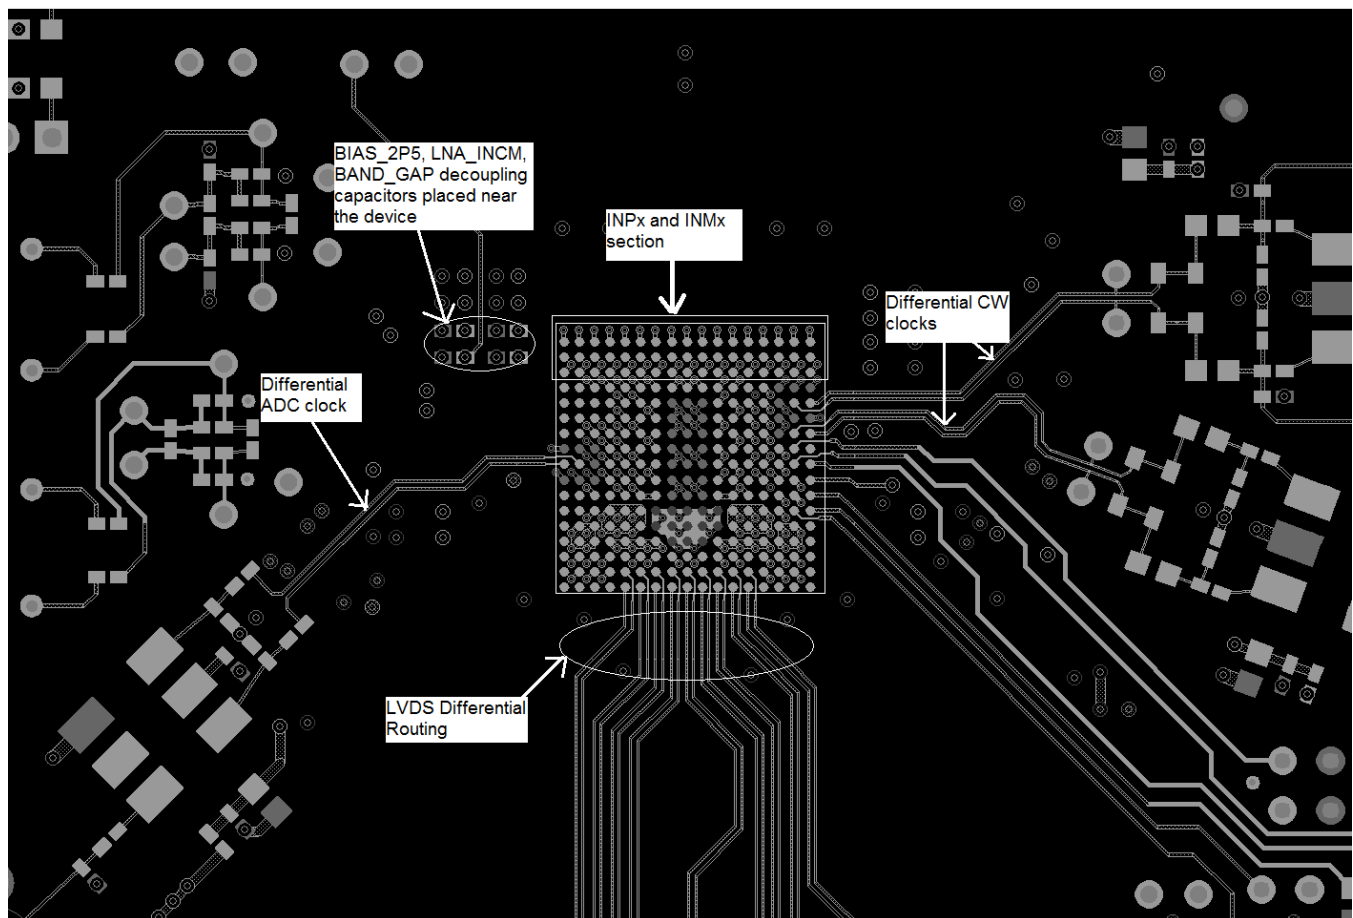 BIAS_2P5, LNA_INCM,
BAND_GAP decoupling
capacitors placed near
the device
INPx and INMx
section
Differential CW
clocks
Differential
ADC clock
LVDS Differential
Routing